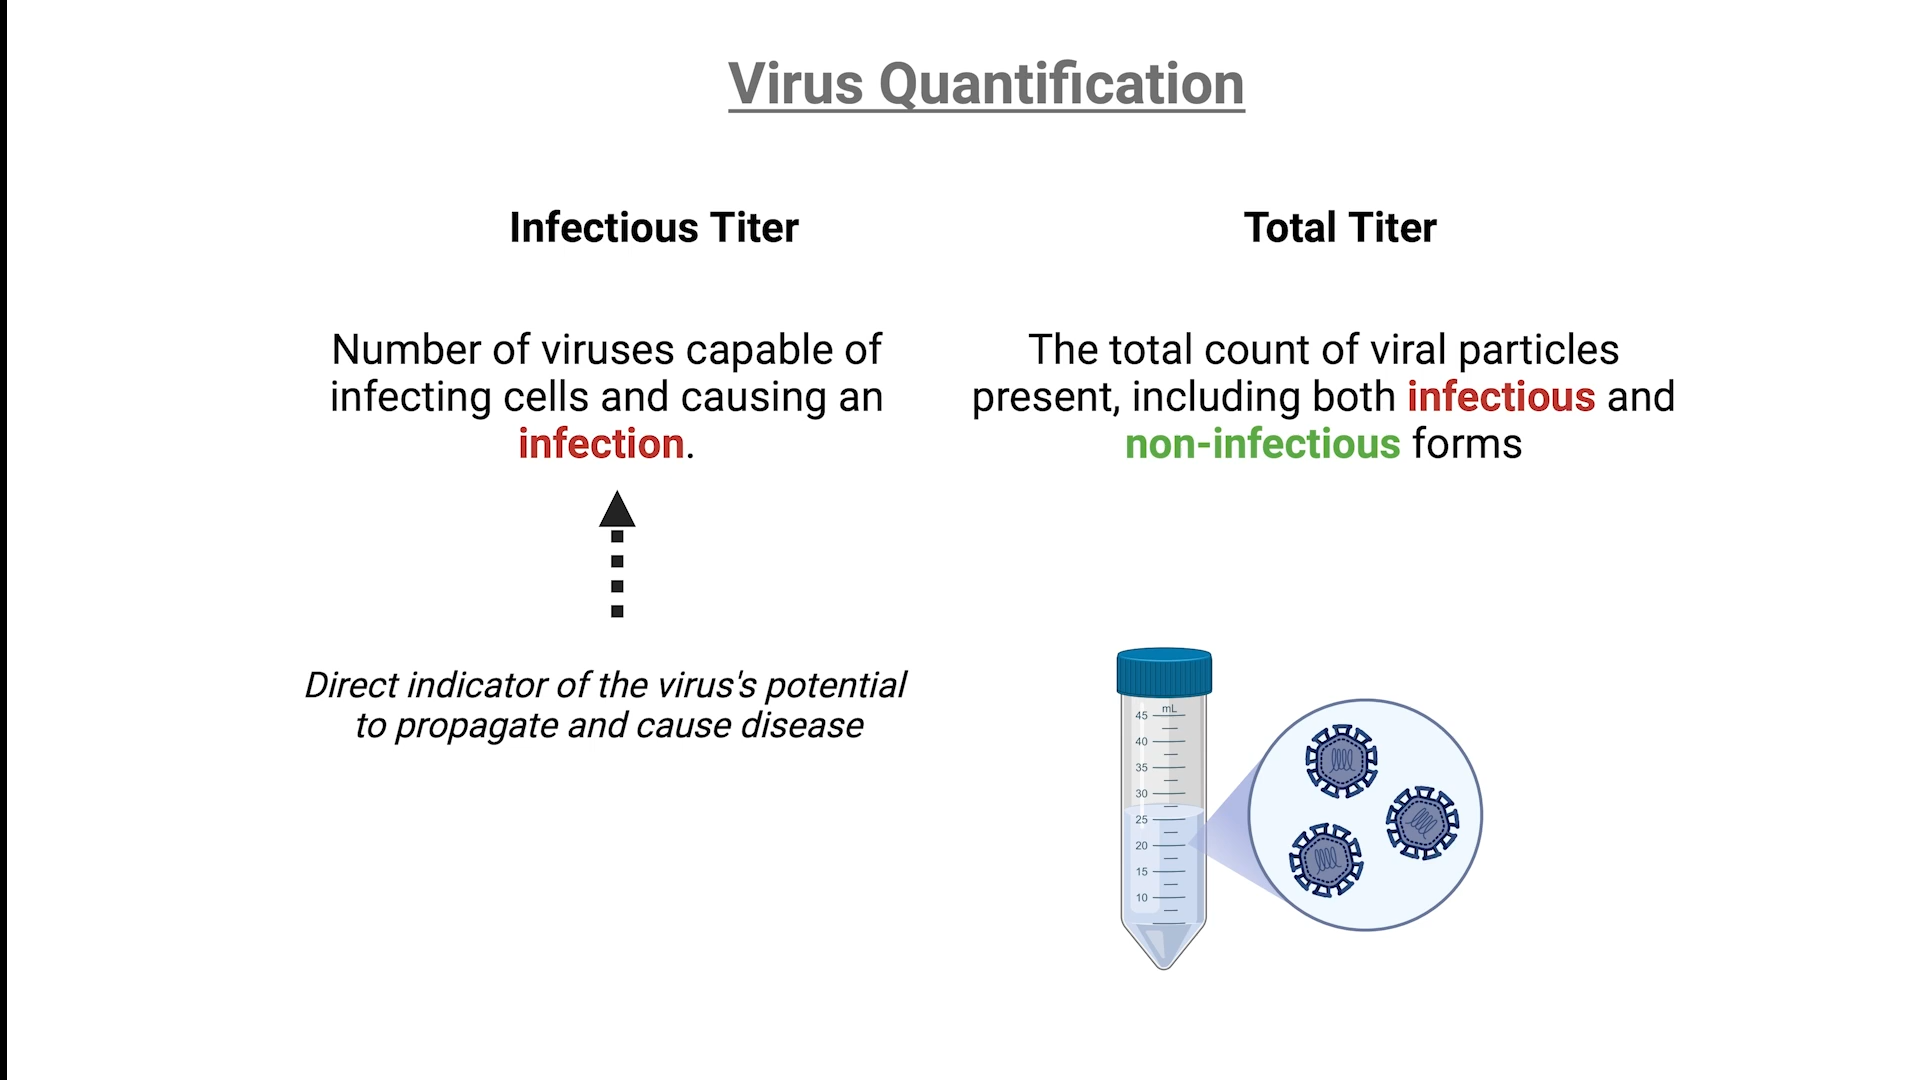 Virus Quantification
Infectious Titer
Number of viruses capable of
infecting cells and causing an
infection.
Direct indicator of the virus's potential
to propagate and cause disease
Total Titer
The total count of viral particles
present, including both infectious and
non-infectious forms
mL
45
40
35
30
25
20
15
10